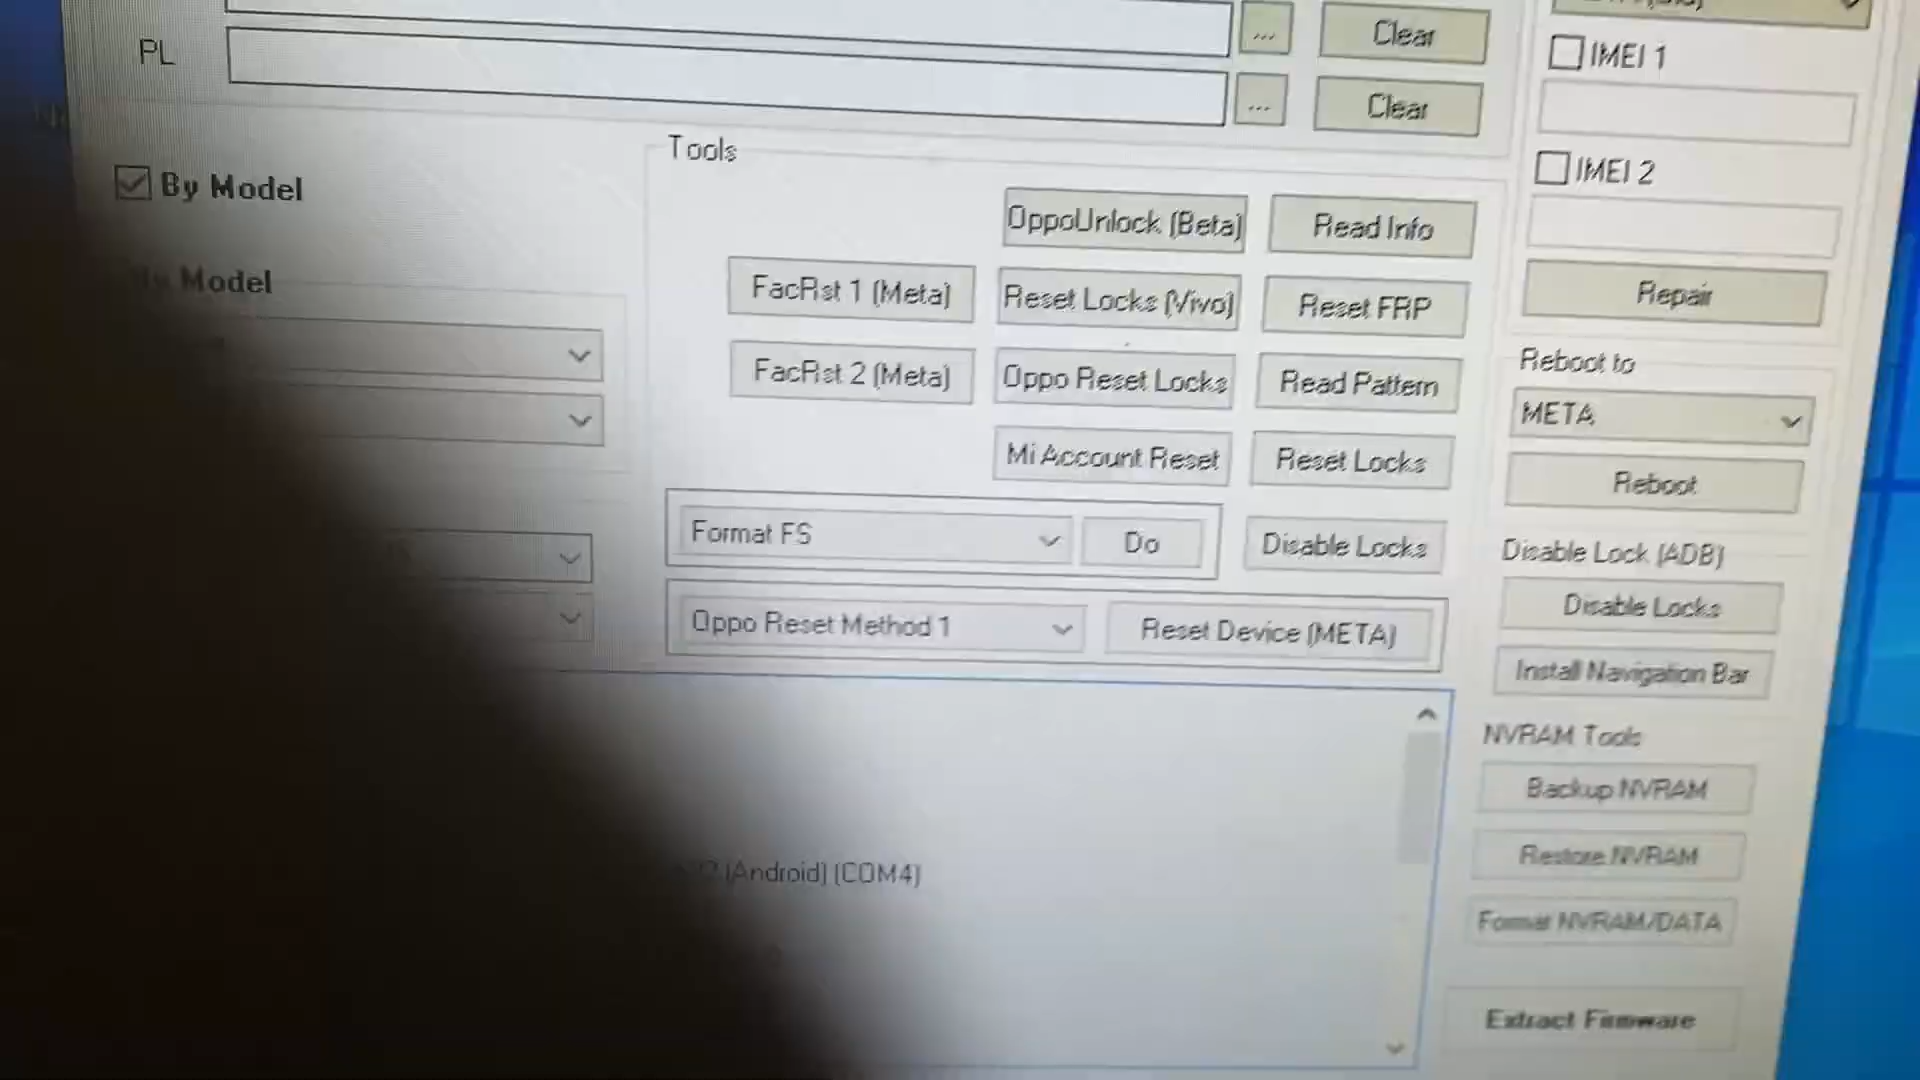 ... Clear
PL ... Clear
IMEI 1
IMEI 2
Repair
By Model
Model
Tools
OppoUnlock (Beta) Read Info
FacRst 1 (Meta) Reset Locks (Vivo) Reset FRP
FacRst 2 (Meta) Oppo Reset Locks Read Pattern
Mi Account Reset Reset Locks
Format FS Do Disable Locks
Oppo Reset Method 1 Reset Device (META)
Reboot to
META
Reboot
Disable Lock (ADB)
Disable Locks
Install Navigation Bar
NVRAM Tools
Backup NVRAM
Restore NVRAM
Format NVRAM/DATA
Extract Firmware
(Android) (COM4)